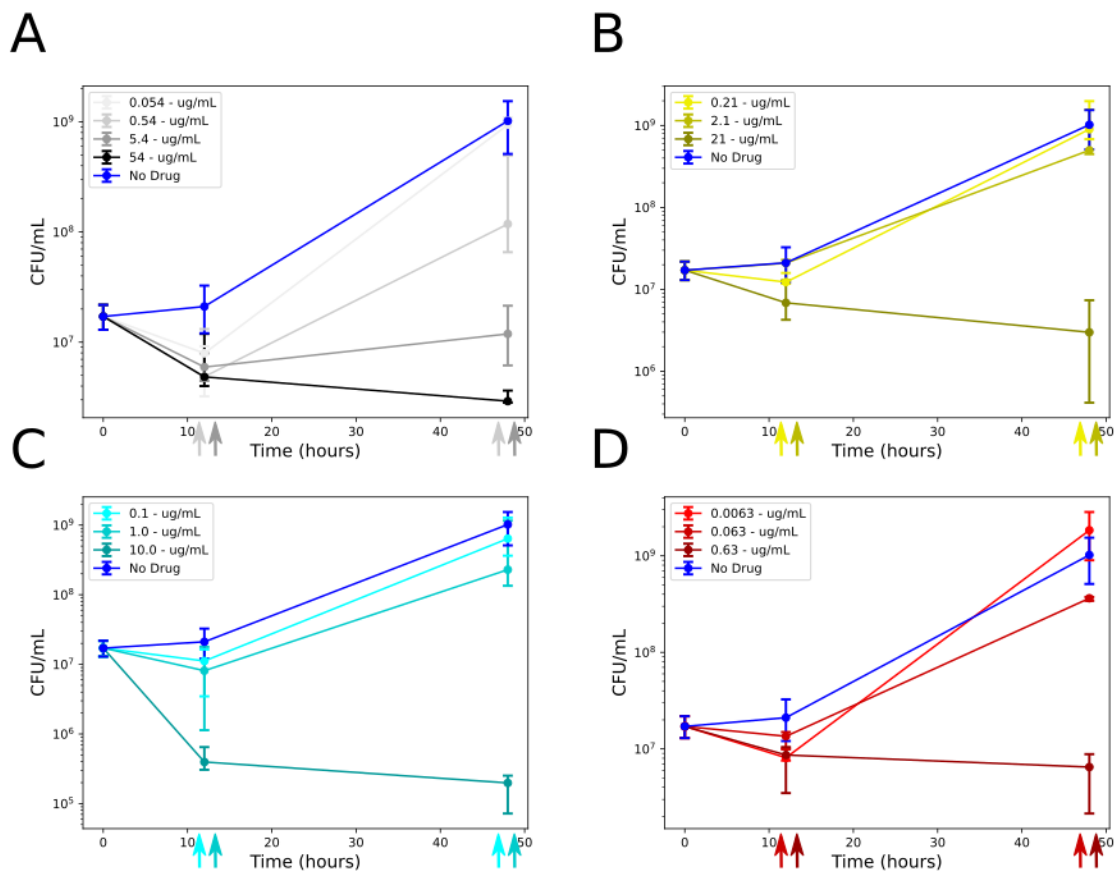 A
0.054 - ug/mL
0.54 - ug/mL
5.4 - ug/mL
54 - ug/mL
No Drug
10⁹
10⁸
10⁷
CFU/mL
0 10 20 30 40 50
Time (hours)
B
0.21 - ug/mL
2.1 - ug/mL
21 - ug/mL
No Drug
10⁹
10⁸
10⁷
10⁶
CFU/mL
0 10 20 30 40 50
Time (hours)
C
0.1 - ug/mL
1.0 - ug/mL
10.0 - ug/mL
No Drug
10⁹
10⁸
10⁷
10⁶
10⁵
CFU/mL
0 10 20 30 40 50
Time (hours)
D
0.0063 - ug/mL
0.063 - ug/mL
0.63 - ug/mL
No Drug
10⁹
10⁸
10⁷
CFU/mL
0 10 20 30 40 50
Time (hours)